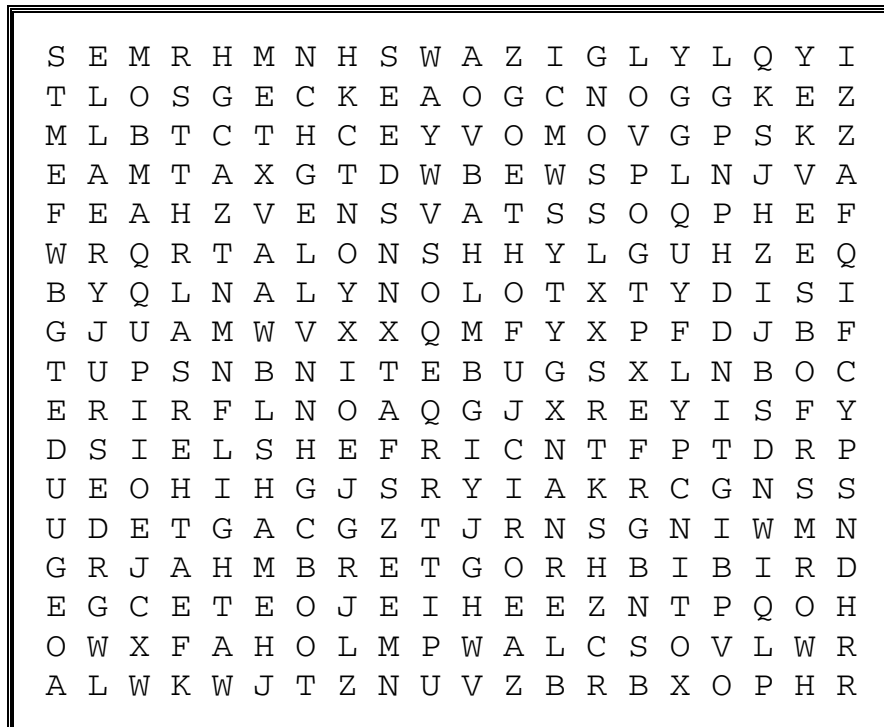 S E M R H M N H S W A Z I G L Y L Q Y I
T L O S G E C K E A O G C N O G G K E Z
M L B T C T H C E Y V O M O V G P S K Z
E A M T A X G T D W B E W S P L N J V A
F E A H Z V E N S V A T S S O Q P H E F
W R Q R T A L O N S H H Y L G U H Z E Q
B Y Q L N A L Y N O L O T X T Y D I S I
G J U A M W V X X Q M F Y X P F D J B F
T U P S N B N I T E B U G S X L N B O C
E R I R F L N O A Q G J X R E Y I S F Y
D S I E L S H E F R I C N T F P T D R P
U E O H I H G J S R Y I A K R C G N S S
U D E T G A C G Z T J R N S G N I W M N
G R J A H M B R E T G O R H B I B I R D
E G C E T E O J E I H E E Z N T P Q O H
O W X F A H O L M P W A L C S O V L W R
A L W K W J T Z N U V Z B R B X O P H R